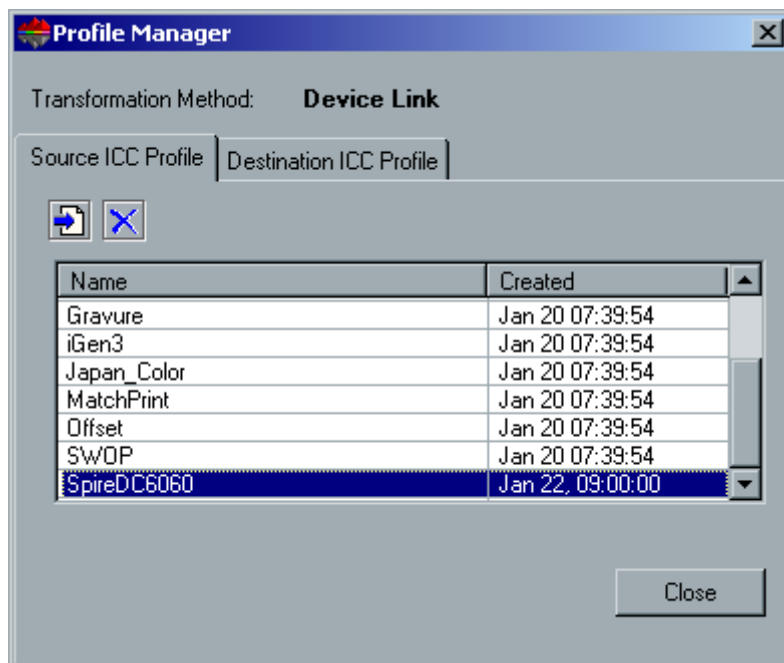 Profile Manager
Transformation Method: Device Link
Source ICC Profile Destination ICC Profile
Name Created
Gravure Jan 20 07:39:54
iGen3 Jan 20 07:39:54
Japan_Color Jan 20 07:39:54
MatchPrint Jan 20 07:39:54
Offset Jan 20 07:39:54
SWOP Jan 20 07:39:54
SpireDC6060 Jan 22, 09:00:00
Close